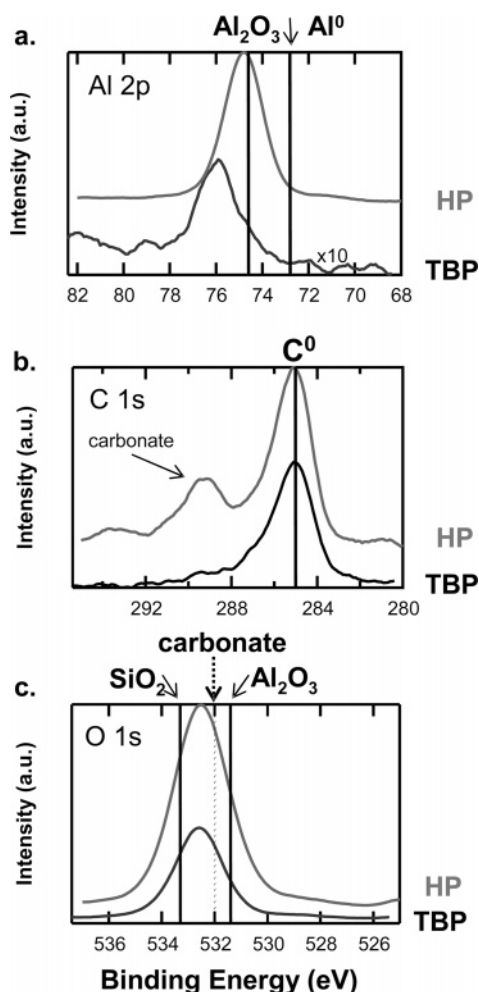 a.
Al₂O₃ Al⁰
Al 2p
Intensity (a.u.)
HP
x10
TBP
82 80 78 76 74 72 70 68
b.
C⁰
C 1s
carbonate
Intensity (a.u.)
HP
TBP
292 288 284 280
carbonate
c.
SiO₂ Al₂O₃
O 1s
Intensity (a.u.)
HP
TBP
536 534 532 530 528 526
Binding Energy (eV)